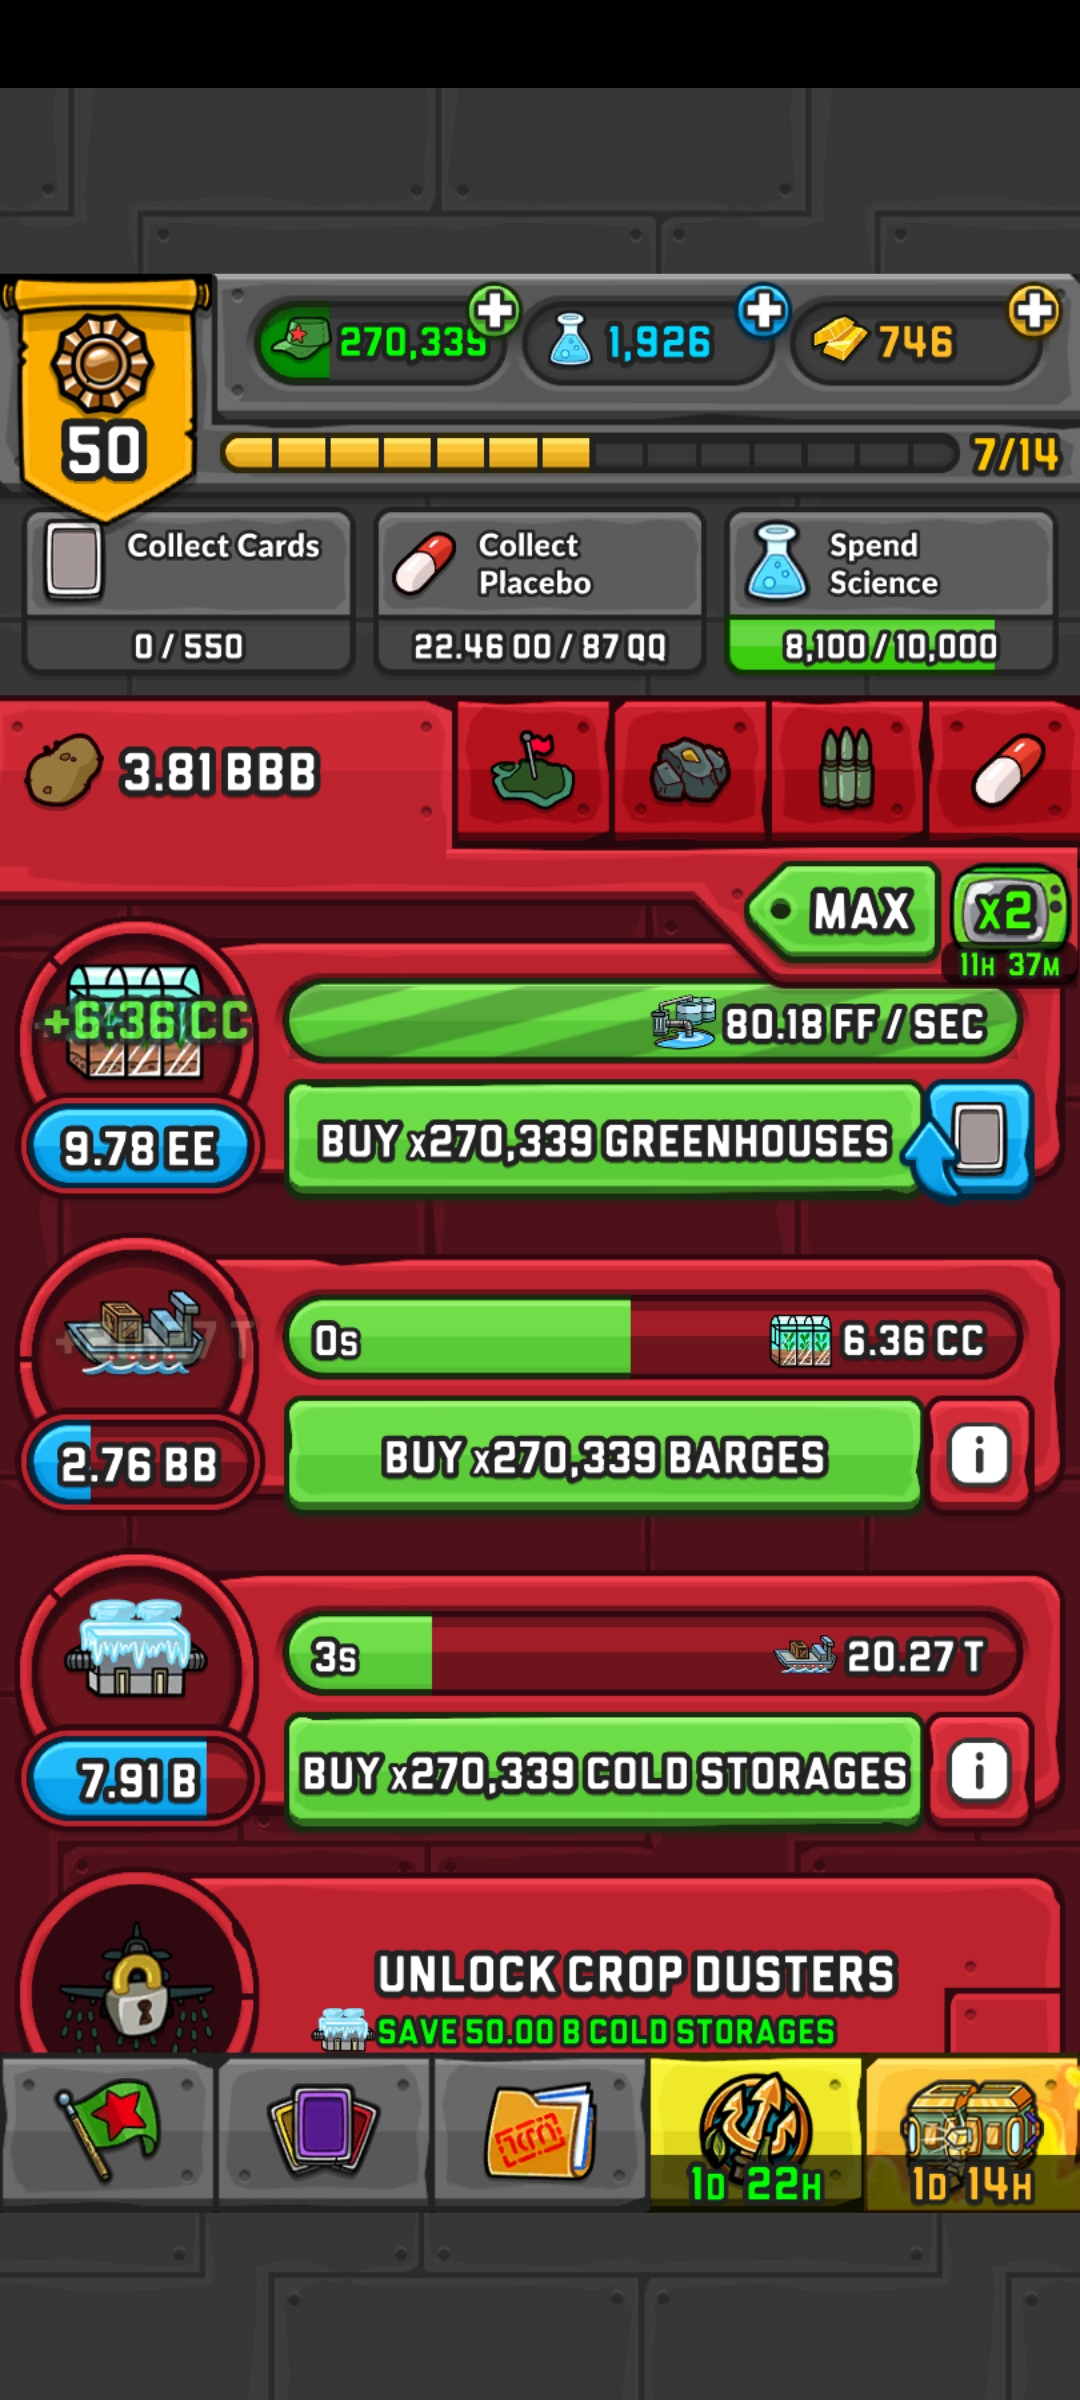 270,339
1,926
746
50
7/14
Collect Cards
0 / 550
Collect
Placebo
22.46 OO / 87 QQ
Spend
Science
8,100 / 10,000
3.81 BBB
MAX
x2
11H 37M
+6.36 CC
80.18 FF / SEC
9.78 EE
BUY x270,339 GREENHOUSES
0s
6.36 CC
2.76 BB
BUY x270,339 BARGES
i
3s
20.27 T
7.91 B
BUY x270,339 COLD STORAGES
i
UNLOCK CROP DUSTERS
SAVE 50.00 B COLD STORAGES
1D 22H
1D 14H